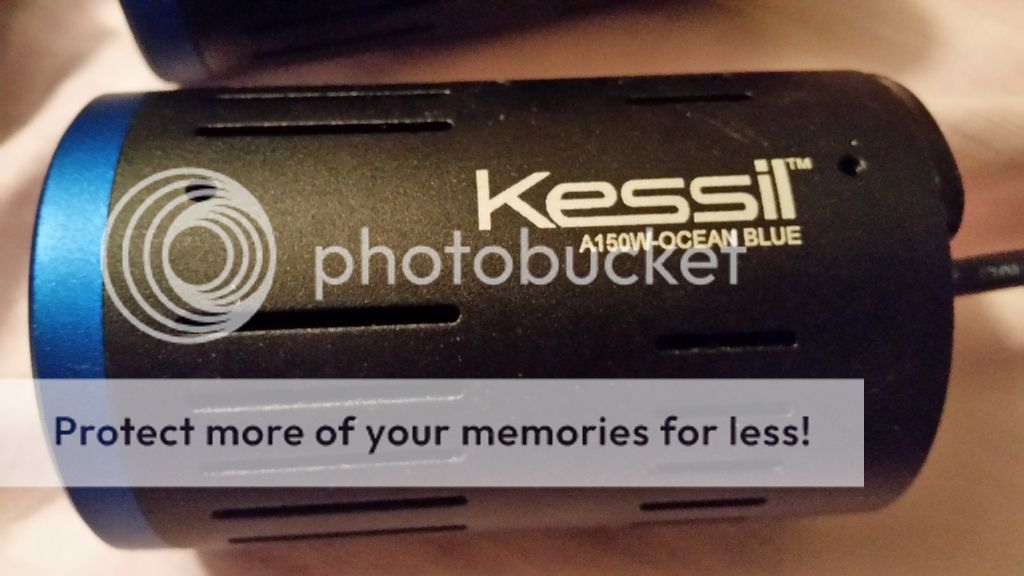 Kessil™
A150W-OCEAN BLUE
photobucket
Protect more of your memories for less!